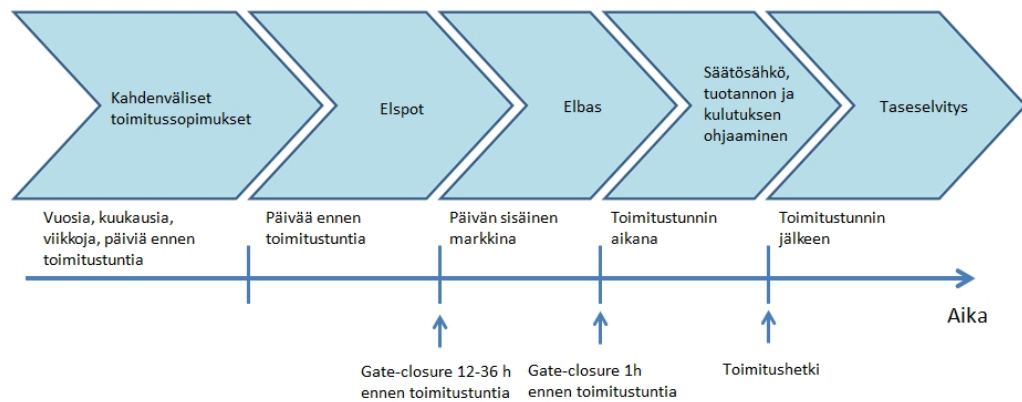 Kahdenväliset
toimitussopimukset
Elspot
Elbas
Säätösähkö,
tuotannon ja
kulutuksen
ohjaaminen
Taseselvitys
Vuosia, kuukausia,
viikkoja, päiviä ennen
toimitustuntia
Päivää ennen
toimitustuntia
Päivän sisäinen
markkina
Toimitustunnin
aikana
Toimitustunnin
jälkeen
Aika
Gate-closure 12-36 h
ennen toimitustuntia
Gate-closure 1h
ennen toimitustuntia
Toimitushetki